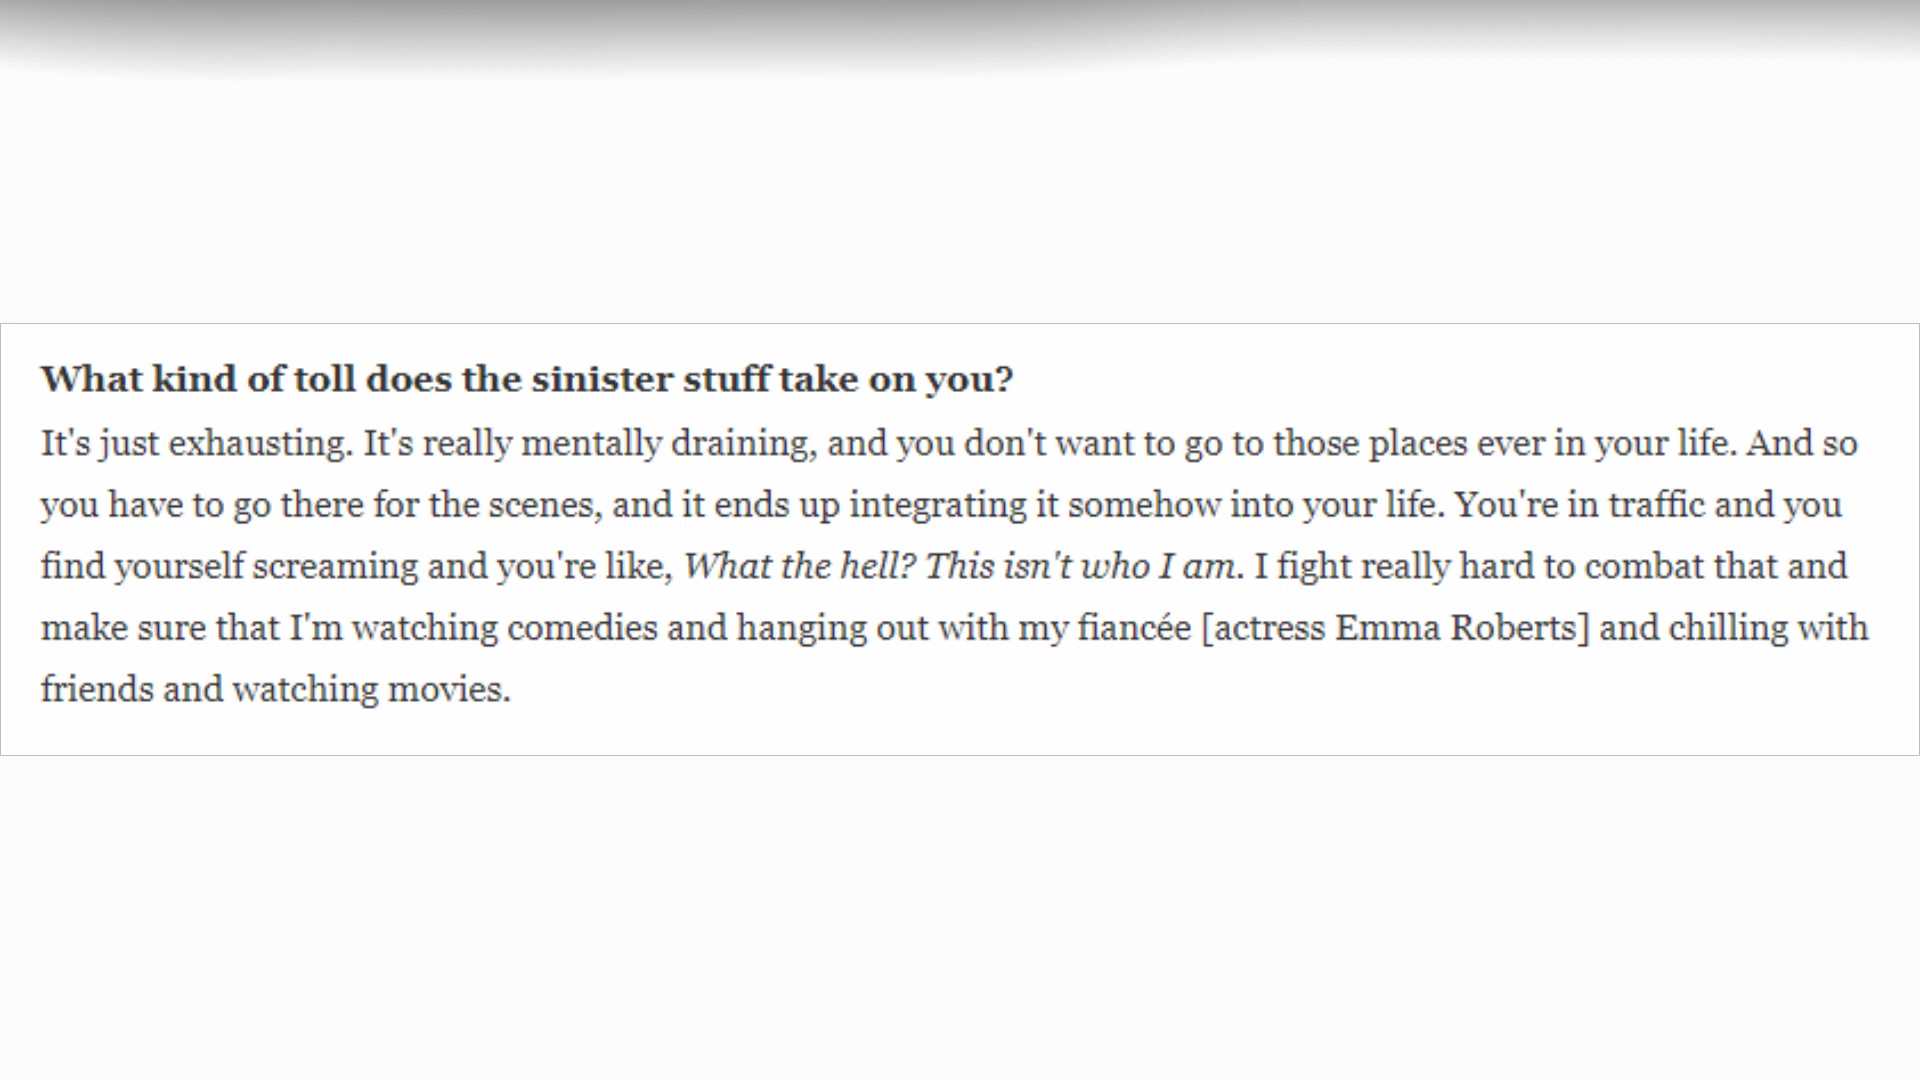 What kind of toll does the sinister stuff take on you?
It's just exhausting. It's really mentally draining, and you don't want to go to those places ever in your life. And so
you have to go there for the scenes, and it ends up integrating it somehow into your life. You're in traffic and you
find yourself screaming and you're like, What the hell? This isn't who I am. I fight really hard to combat that and
make sure that I'm watching comedies and hanging out with my fiancée [actress Emma Roberts] and chilling with
friends and watching movies.